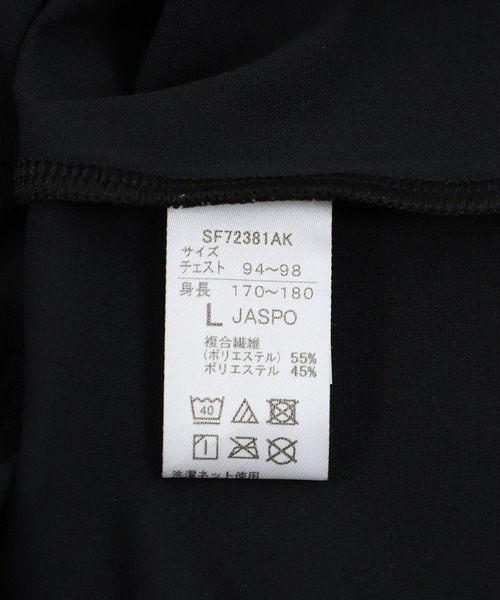 SF72381AK
サイズ
チェスト 94〜98
身長 170〜180
L JASPO
複合繊維
(ポリエステル) 55%
ポリエステル 45%
40
洗濯ネット使用